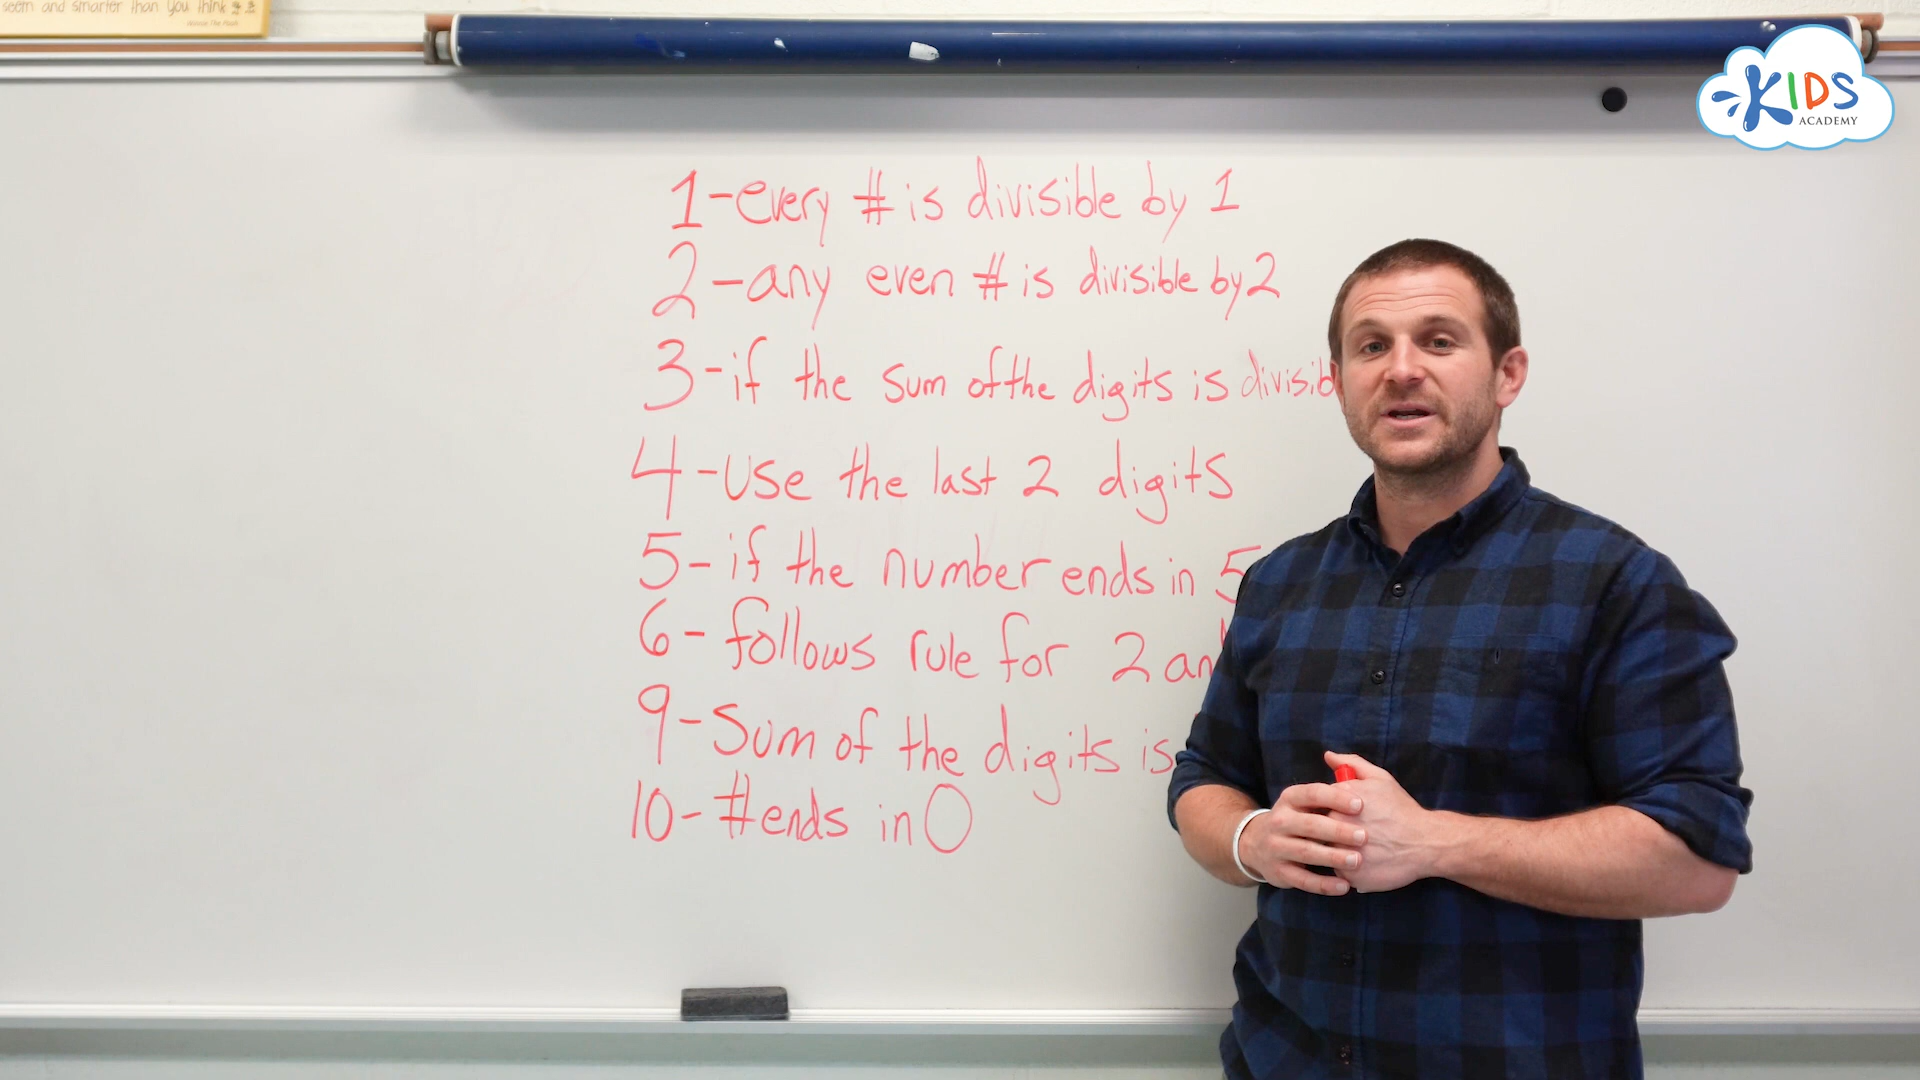 seem and smarter than you think
KIDS
ACADEMY
1-every # is divisible by 1
2-any even # is divisible by 2
3-if the sum of the digits is divisib
4-use the last 2 digits
5-if the number ends in 5
6-follows rule for 2 an
9-Sum of the digits is
10-#ends in 0